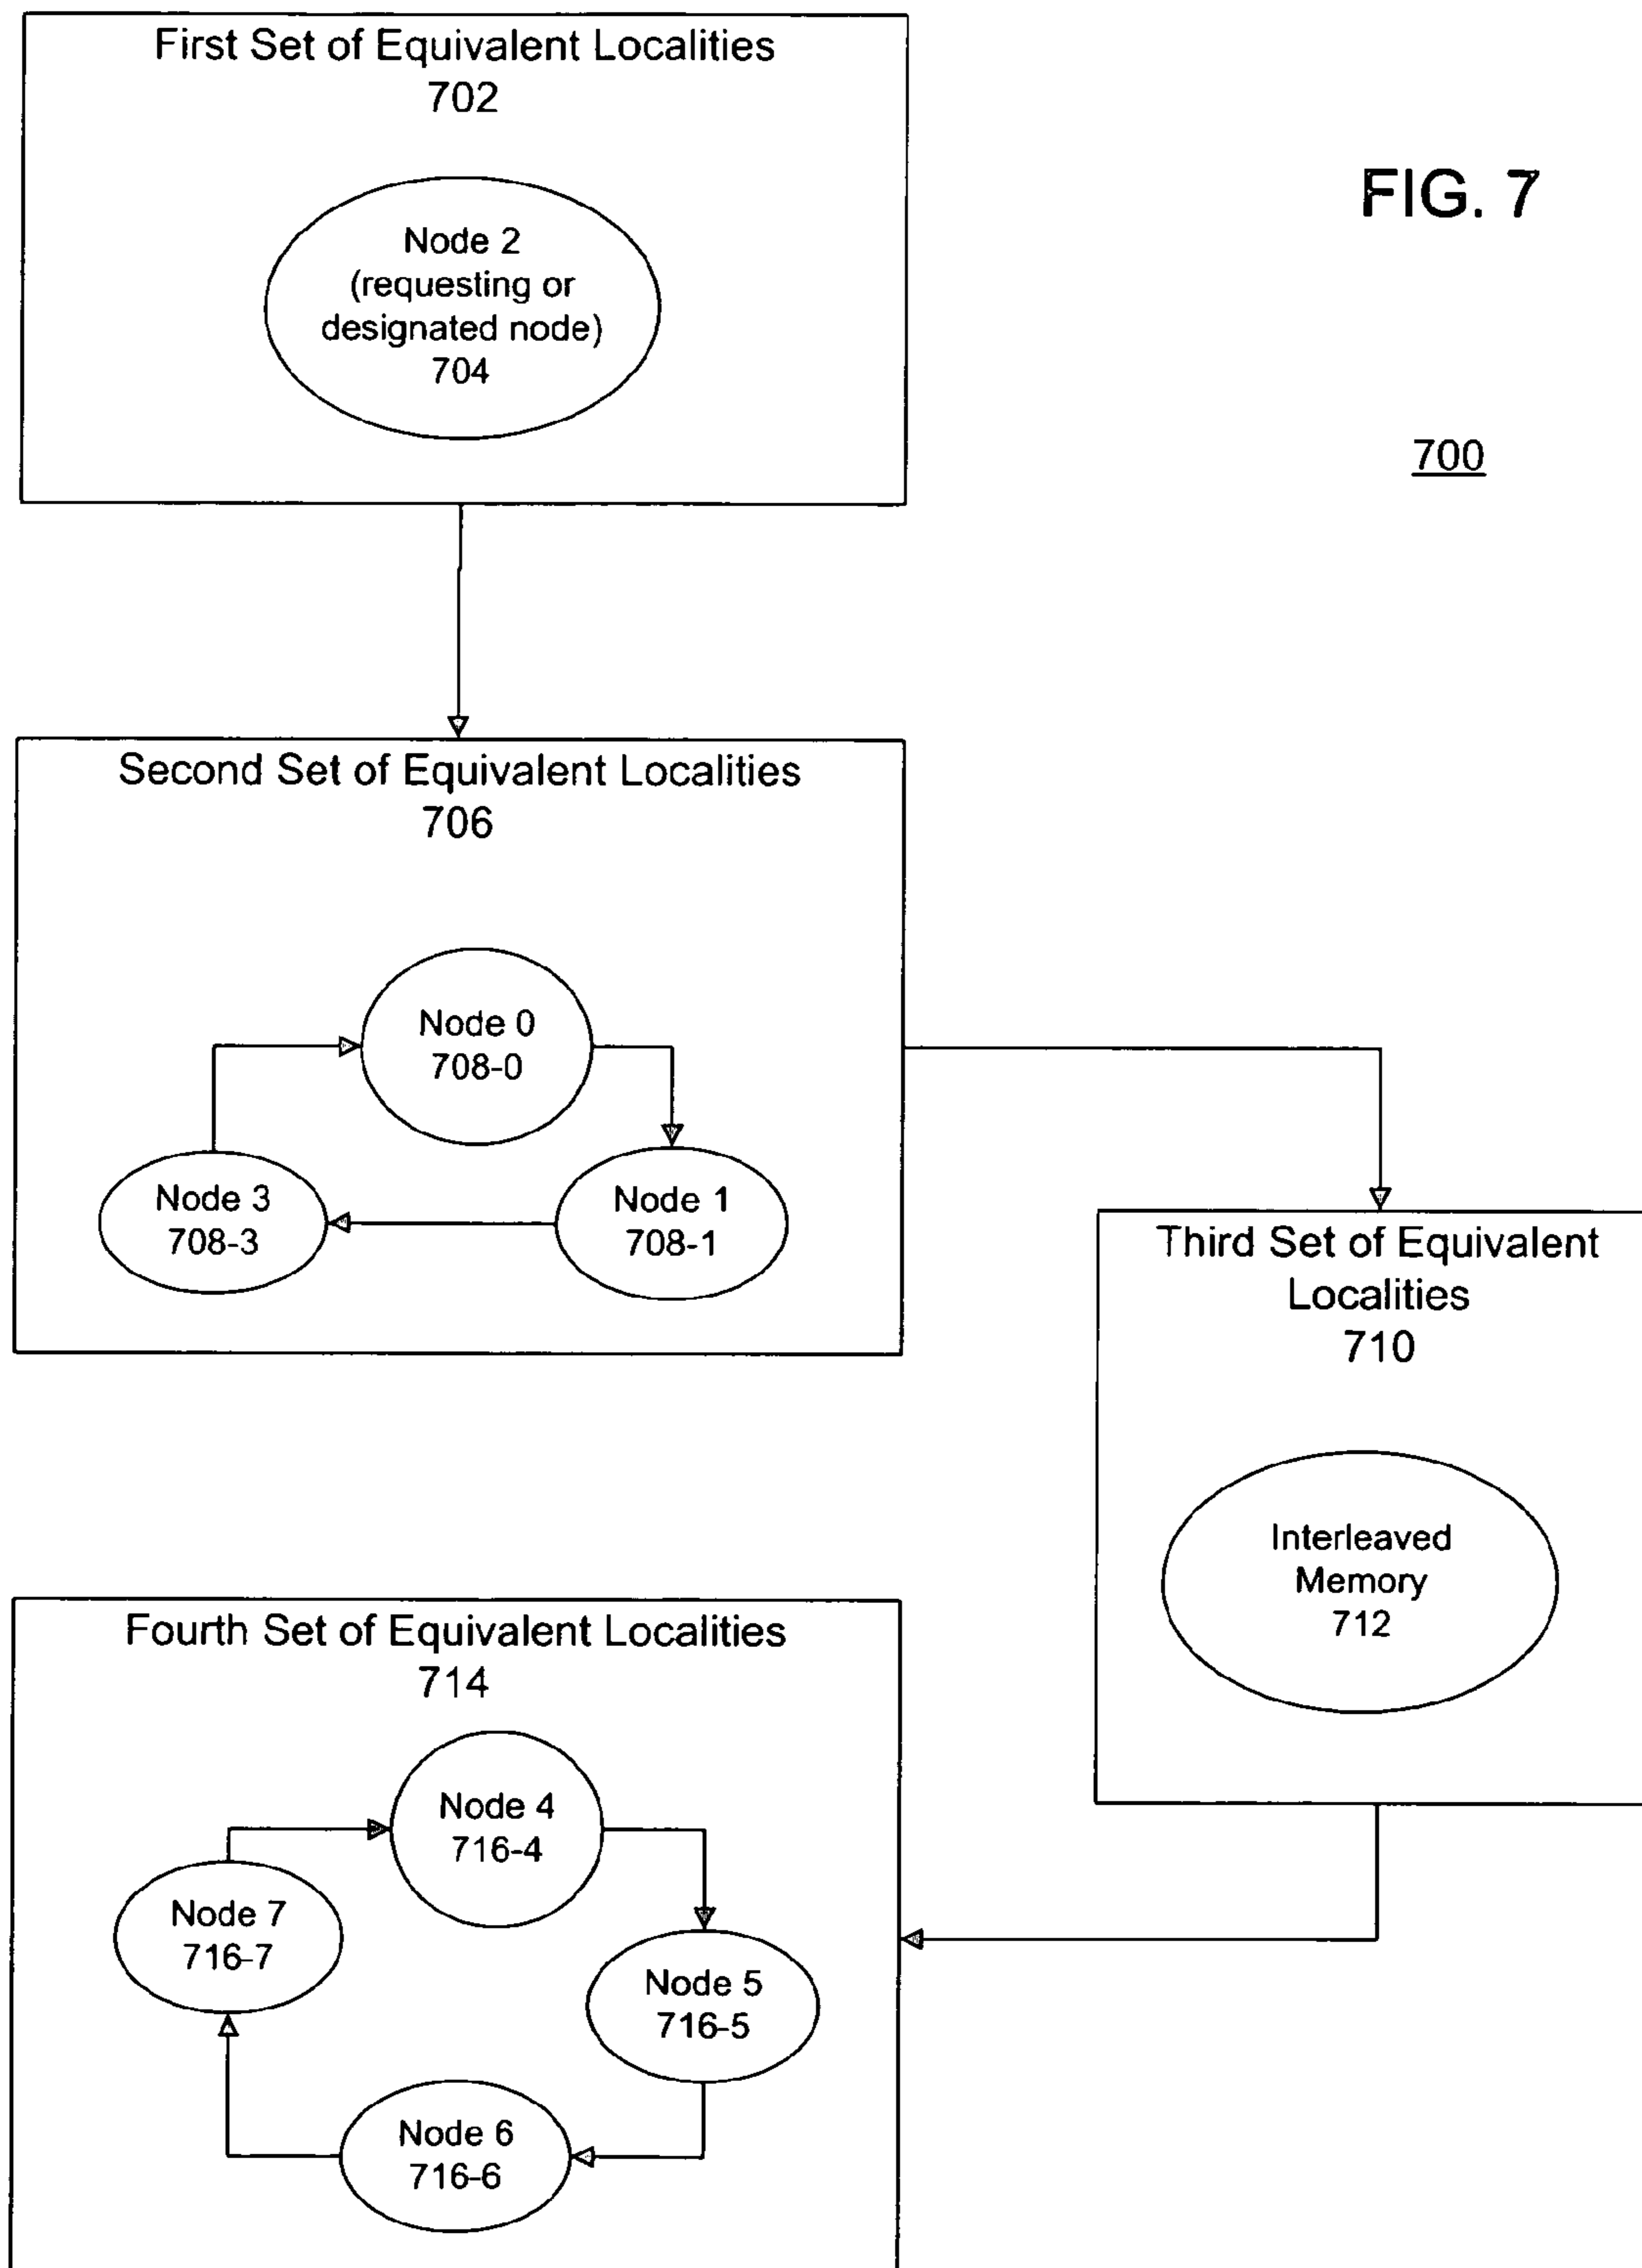 First Set of Equivalent Localities
702
Node 2
(requesting or
designated node)
704
FIG. 7
700
Second Set of Equivalent Localities
706
Node 0
708-0
Node 3
708-3
Node 1
708-1
Third Set of Equivalent
Localities
710
Interleaved
Memory
712
Fourth Set of Equivalent Localities
714
Node 4
716-4
Node 7
716-7
Node 5
716-5
Node 6
716-6